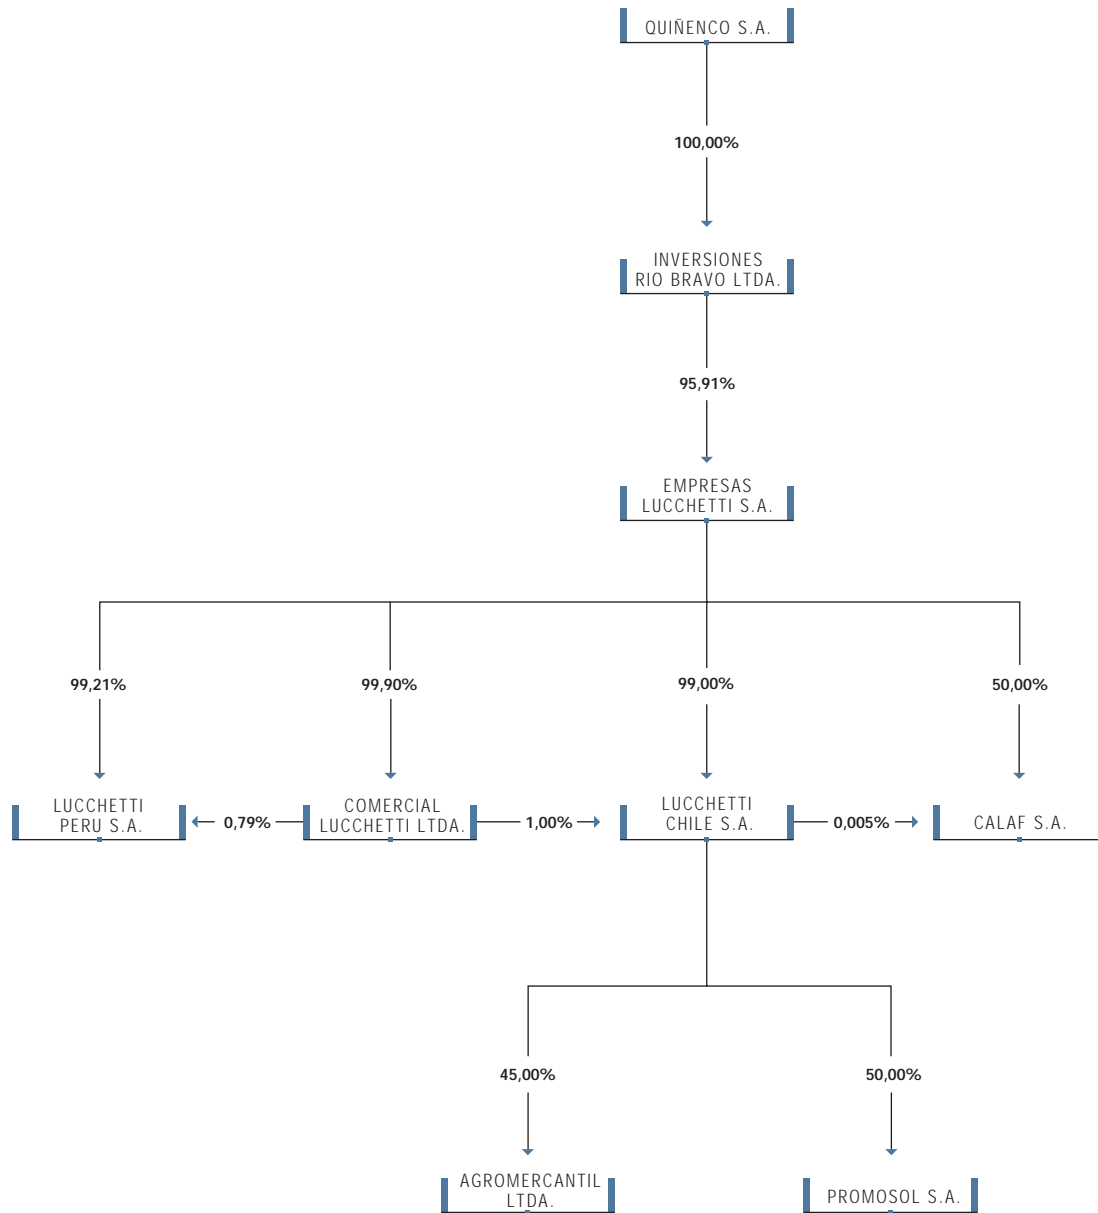 QUIÑENCO S.A.
100,00%
INVERSIONES
RIO BRAVO LTDA.
95,91%
EMPRESAS
LUCCHETTI S.A.
99,21%
99,90%
99,00%
50,00%
LUCCHETTI
PERU S.A.
0,79%
COMERCIAL
LUCCHETTI LTDA.
1,00%
LUCCHETTI
CHILE S.A.
0,005%
CALAF S.A.
45,00%
50,00%
AGROMERCANTIL
LTDA.
PROMOSOL S.A.